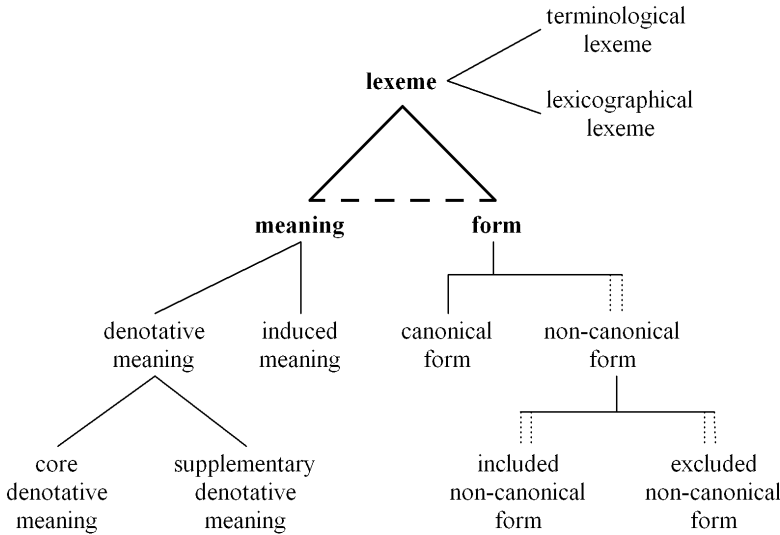 terminological
lexeme
lexeme
lexicographical
lexeme
meaning
form
denotative
meaning
induced
meaning
canonical
form
non-canonical
form
core
denotative
meaning
supplementary
denotative
meaning
included
non-canonical
form
excluded
non-canonical
form